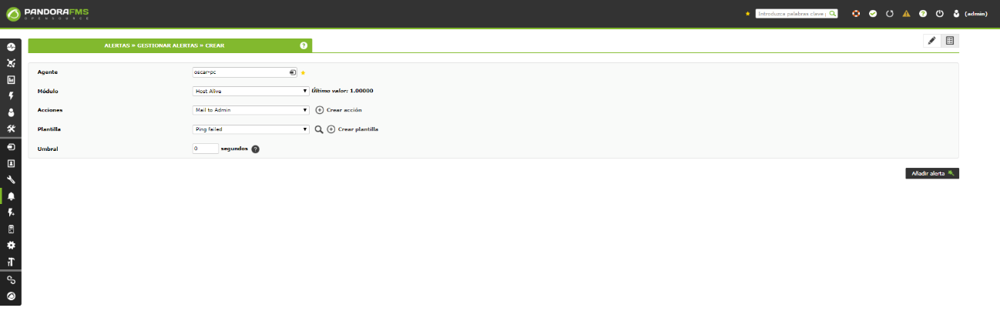 PANDORAFMS
OPENSOURCE
Introduzca palabras clave
(admin)
ALERTAS » GESTIONAR ALERTAS » CREAR
Agente oscar-pc
Módulo Host Alive Último valor: 1.00000
Acciones Mail to Admin Crear acción
Plantilla Ping failed Crear plantilla
Umbral 0 segundos
Añadir alerta